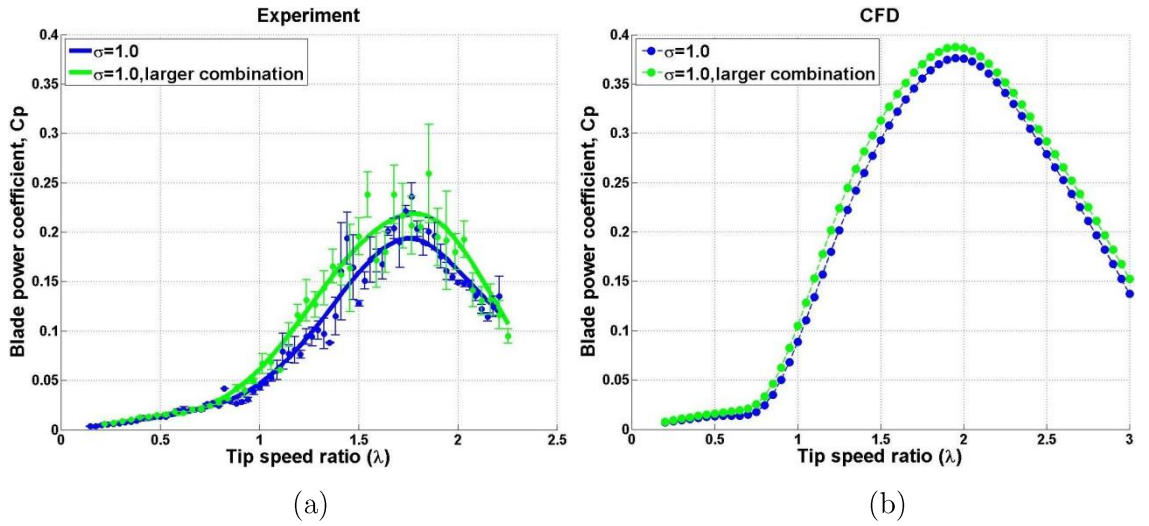 Experiment
σ=1.0
σ=1.0,larger combination
Blade power coefficient, Cp
0.4
0.35
0.3
0.25
0.2
0.15
0.1
0.05
0
0 0.5 1 1.5 2 2.5
Tip speed ratio (λ)
(a)
CFD
σ=1.0
σ=1.0,larger combination
Blade power coefficient, Cp
0.4
0.35
0.3
0.25
0.2
0.15
0.1
0.05
0
0 0.5 1 1.5 2 2.5 3
Tip speed ratio (λ)
(b)